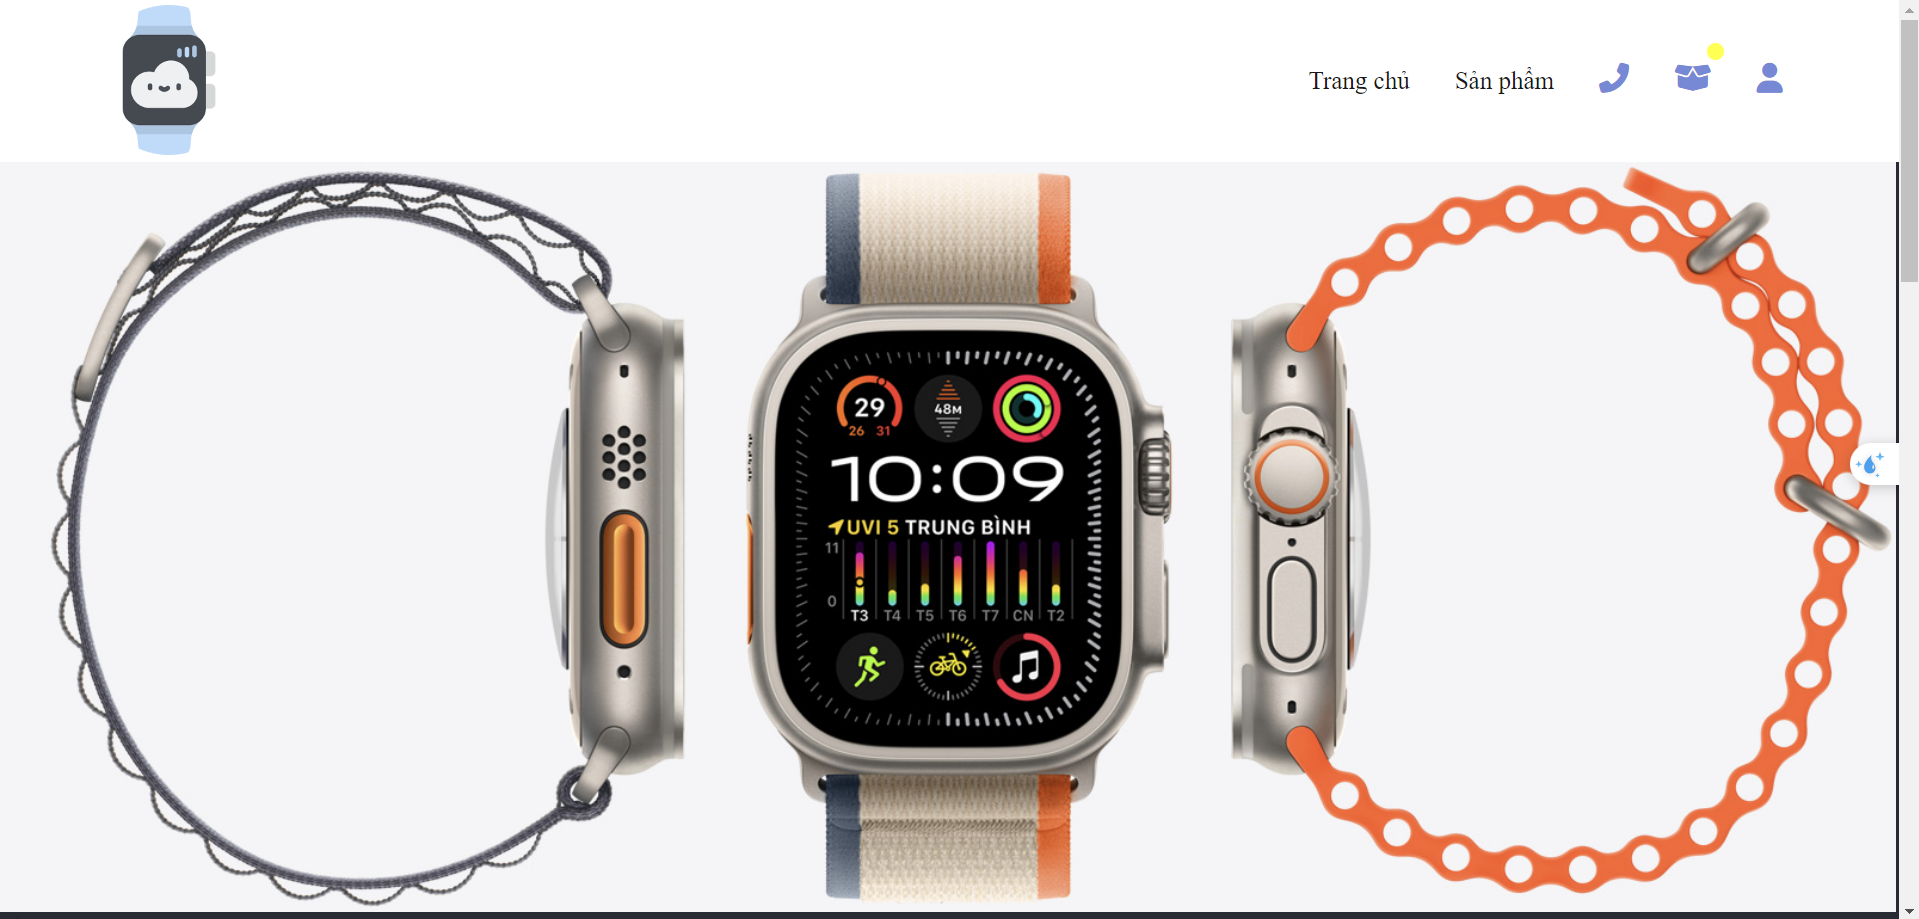 Trang chủ Sản phẩm
29
26 31
48M
10:09
UVI 5 TRUNG BÌNH
11
0
T3 T4 T5 T6 T7 CN T2